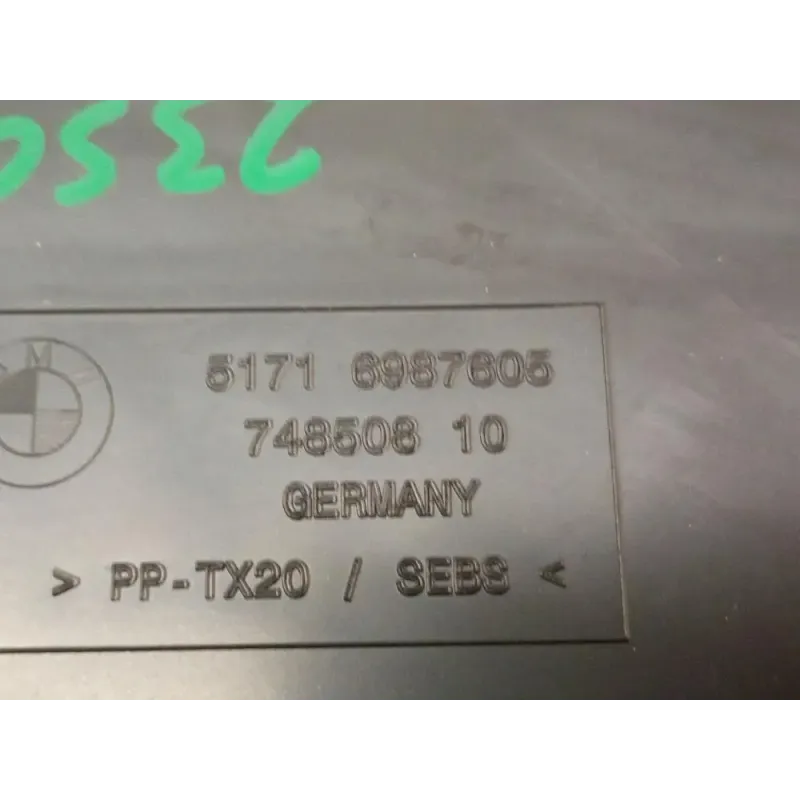 5171 6987605
748508 10
GERMANY
> PP-TX20 / SEBS <